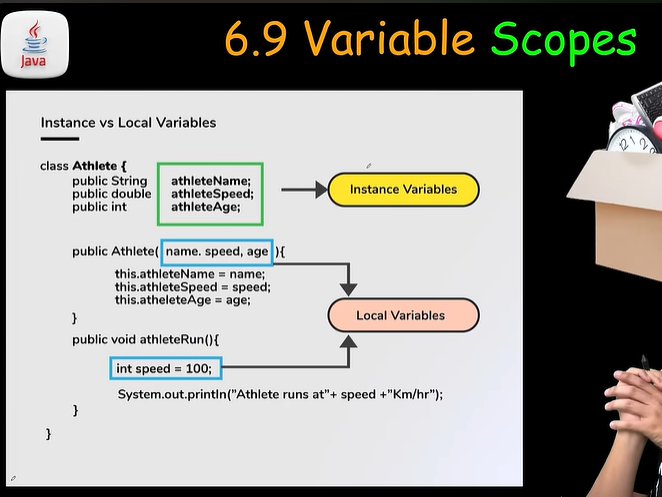 Java
6.9 Variable Scopes
Instance vs Local Variables
class Athlete {
public String athleteName;
public double athleteSpeed;
public int athleteAge;
Instance Variables
public Athlete( name. speed, age ){
this.athleteName = name;
this.athleteSpeed = speed;
this.atheleteAge = age;
}
Local Variables
public void athleteRun(){
int speed = 100;
System.out.println("Athlete runs at"+ speed +"Km/hr");
}
}